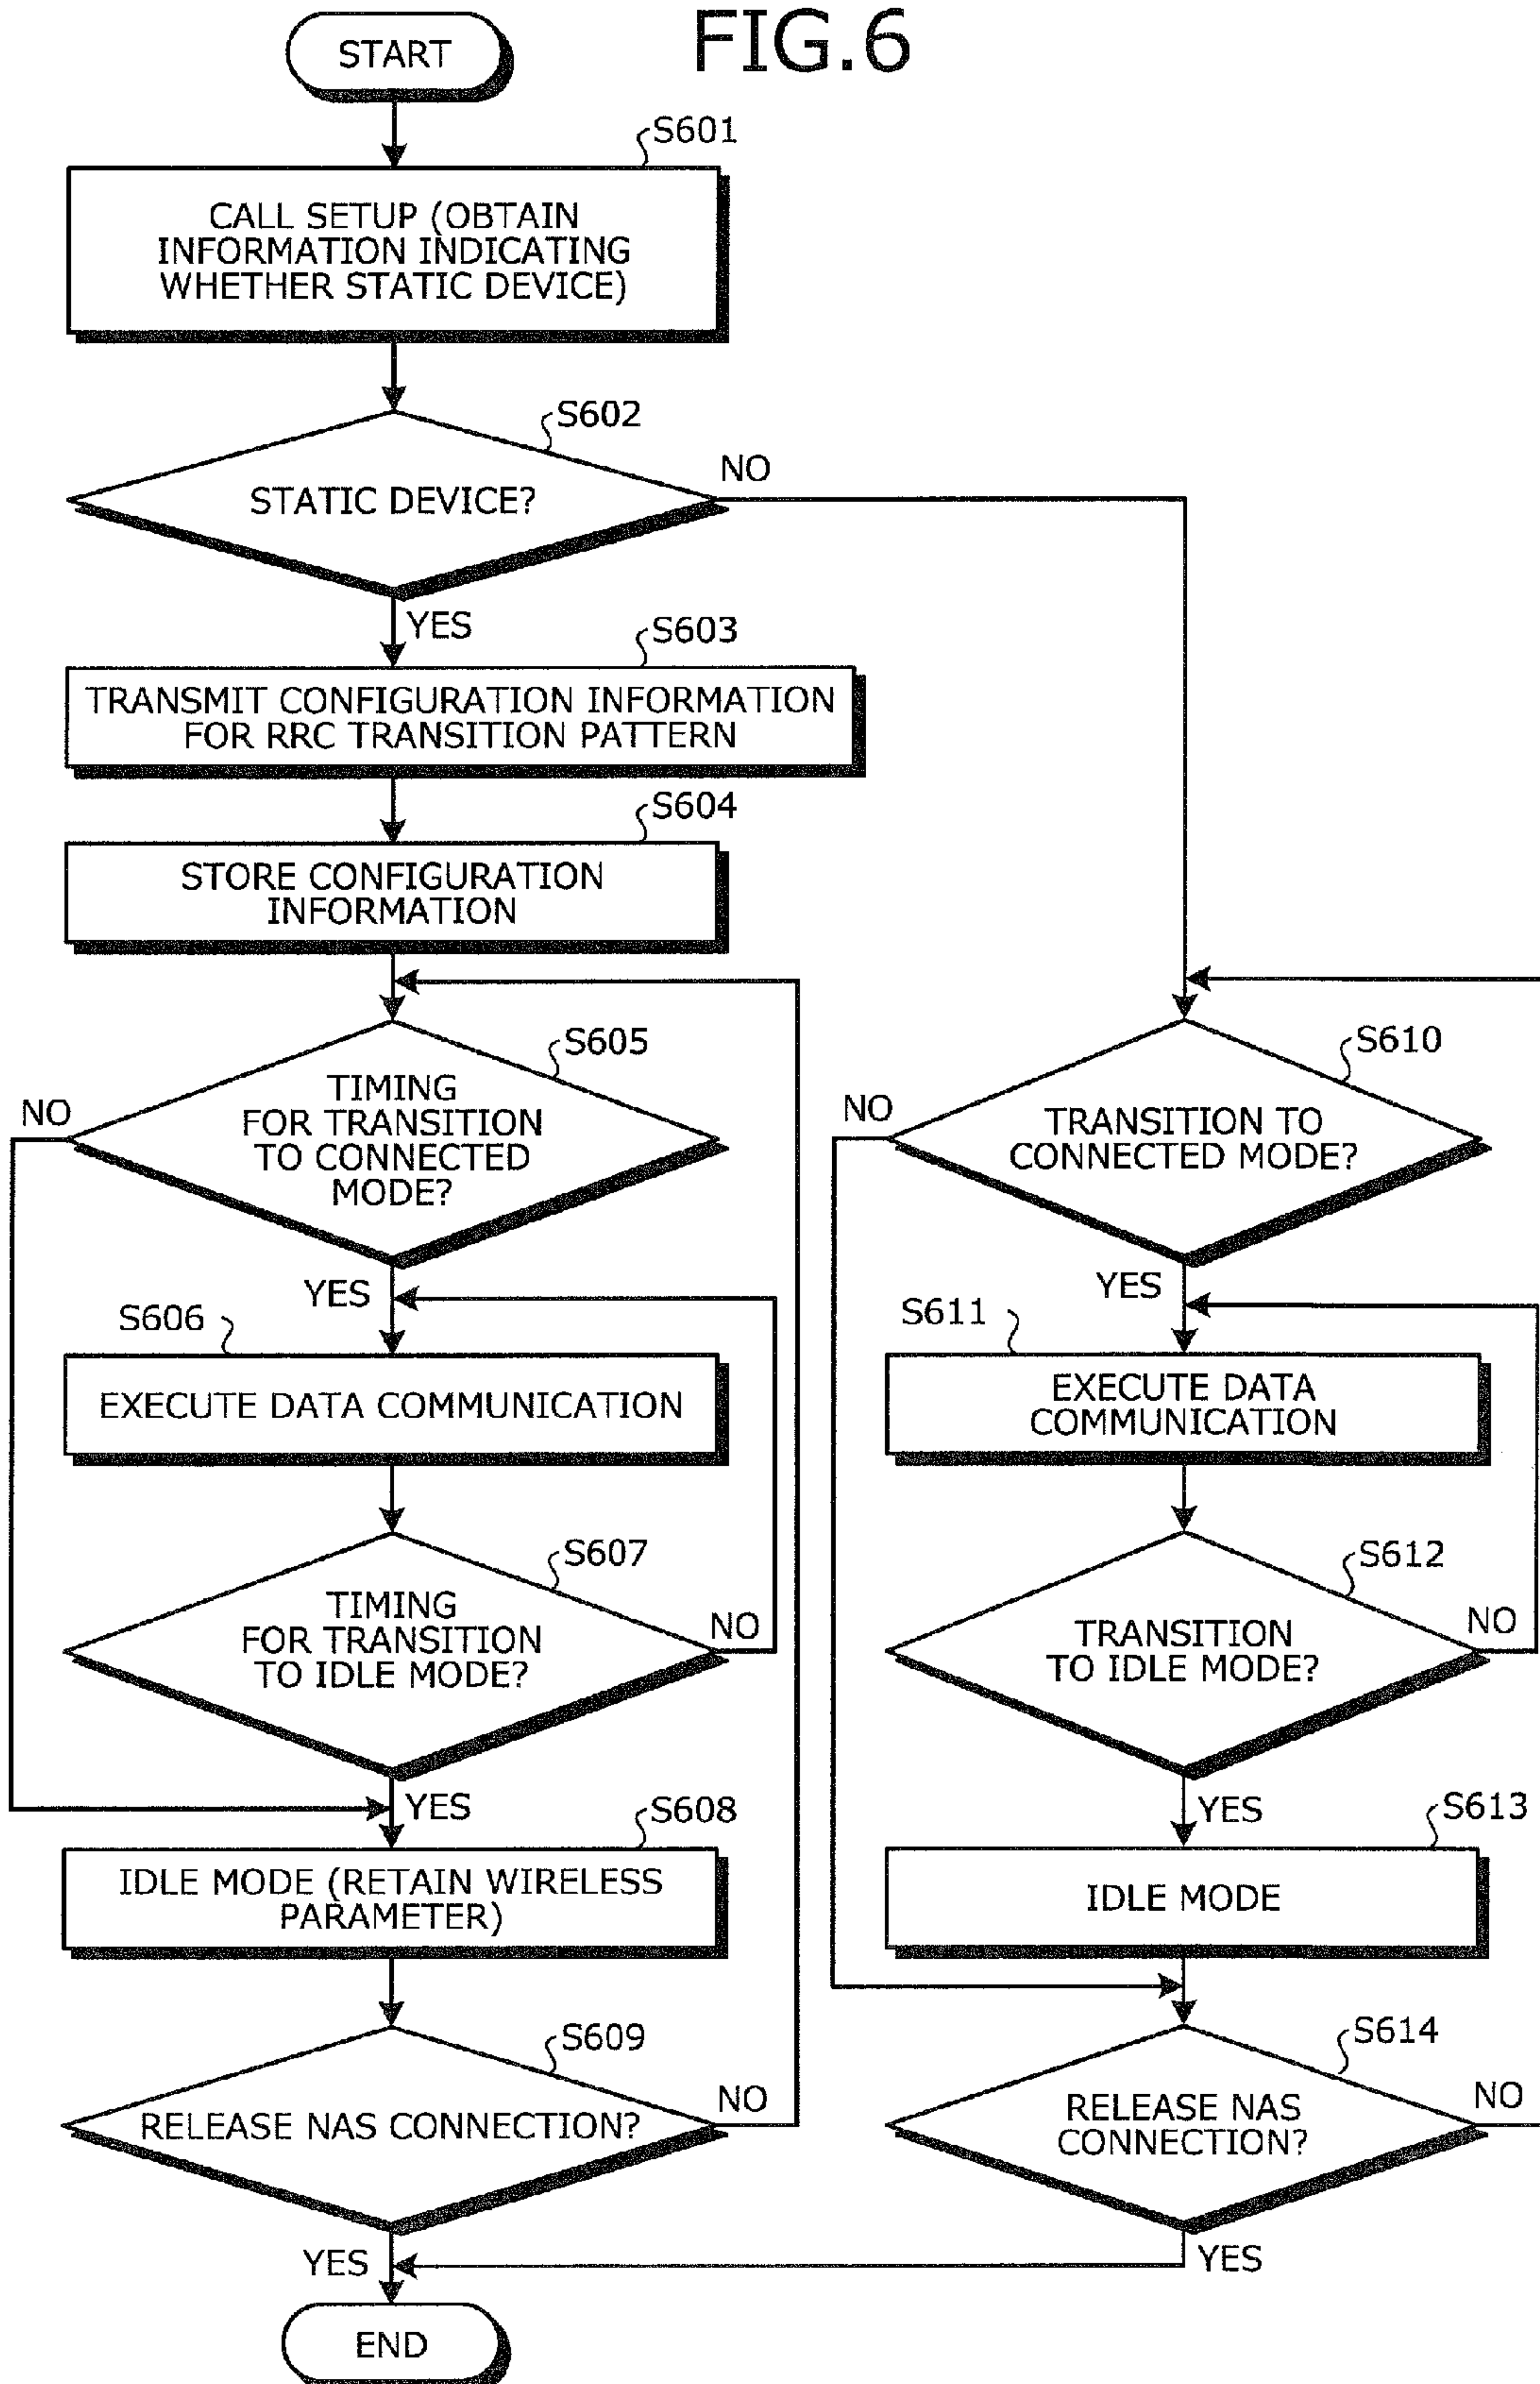 FIG.6
START
S601
CALL SETUP (OBTAIN
INFORMATION INDICATING
WHETHER STATIC DEVICE)
S602
STATIC DEVICE?
NO
YES
S603
TRANSMIT CONFIGURATION INFORMATION
FOR RRC TRANSITION PATTERN
S604
STORE CONFIGURATION
INFORMATION
S605
TIMING
FOR TRANSITION
TO CONNECTED
MODE?
NO
YES
S606
EXECUTE DATA COMMUNICATION
S607
TIMING
FOR TRANSITION
TO IDLE MODE?
NO
YES
S608
IDLE MODE (RETAIN WIRELESS
PARAMETER)
S609
RELEASE NAS CONNECTION?
NO
YES
S610
TRANSITION TO
CONNECTED MODE?
NO
YES
S611
EXECUTE DATA
COMMUNICATION
S612
TRANSITION
TO IDLE MODE?
NO
YES
S613
IDLE MODE
S614
RELEASE NAS
CONNECTION?
NO
YES
END